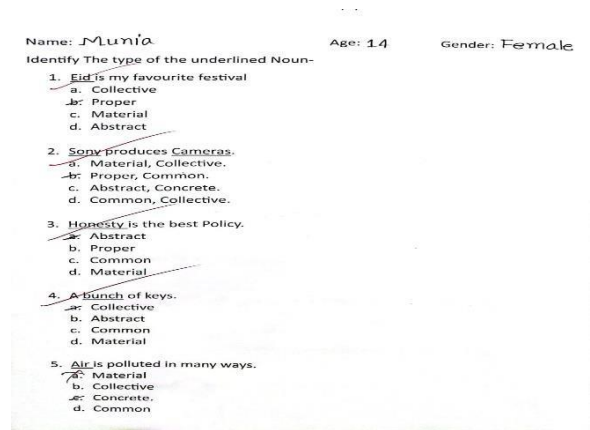 Name: Munia Age: 14 Gender: Female
Identify The type of the underlined Noun-
1. Eid is my favourite festival
a. Collective
b. Proper
c. Material
d. Abstract
2. Sony produces Cameras.
a. Material, Collective.
b. Proper, Common.
c. Abstract, Concrete.
d. Common, Collective.
3. Honesty is the best Policy.
a. Abstract
b. Proper
c. Common
d. Material
4. A bunch of keys.
a. Collective
b. Abstract
c. Common
d. Material
5. Air is polluted in many ways.
a. Material
b. Collective
c. Concrete.
d. Common